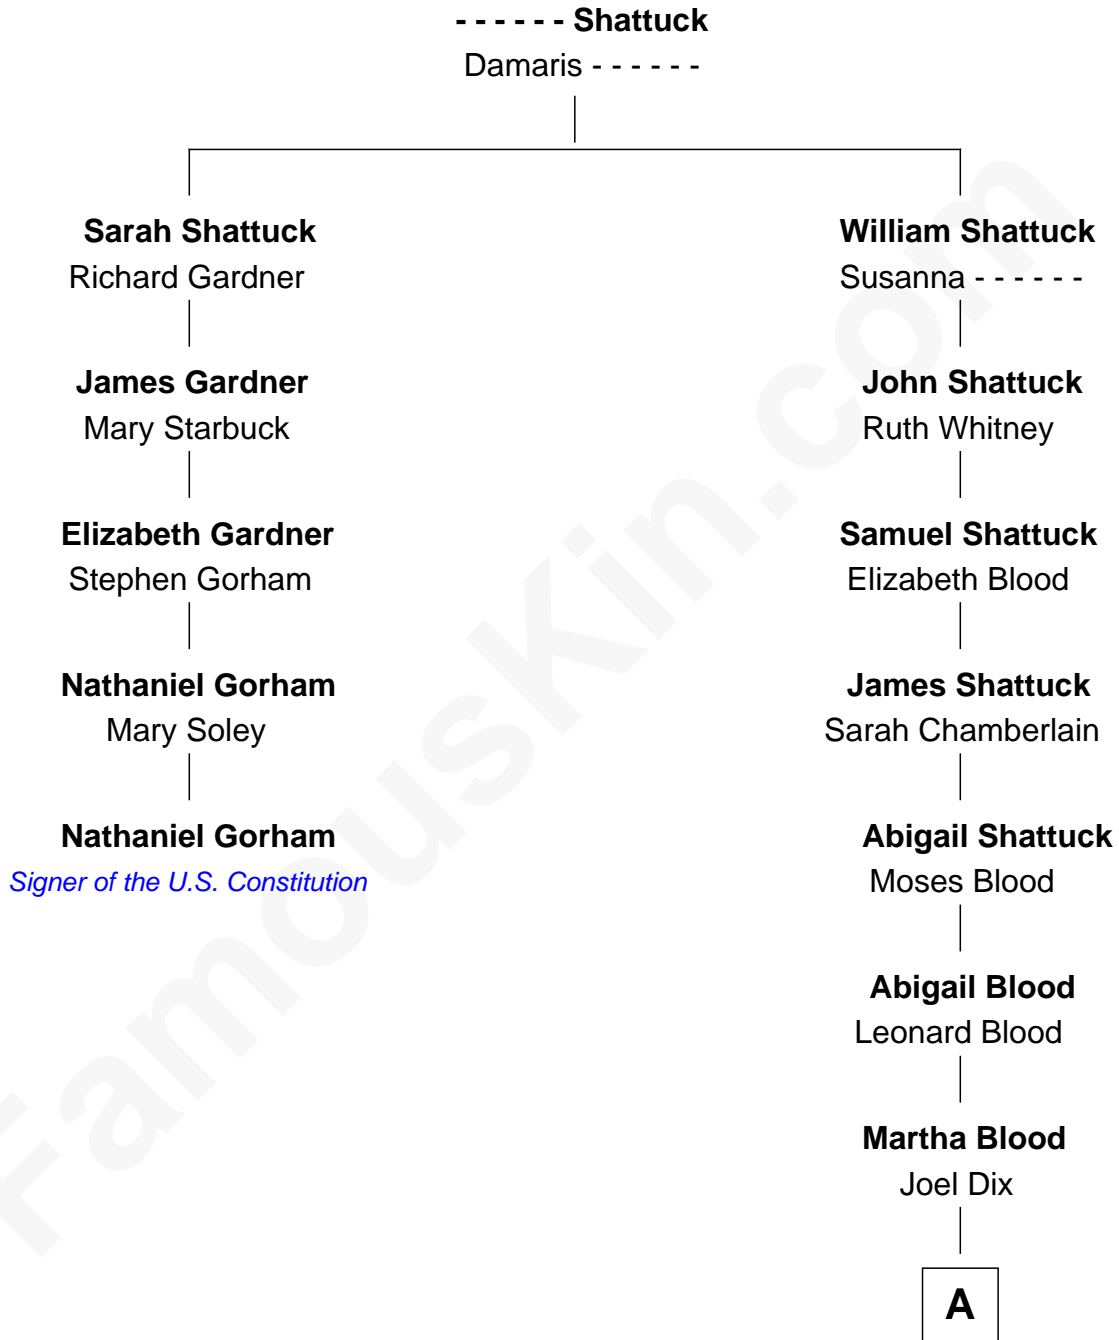 - - - - - - Shattuck
Damaris - - - - - -
Sarah Shattuck
Richard Gardner
James Gardner
Mary Starbuck
Elizabeth Gardner
Stephen Gorham
Nathaniel Gorham
Mary Soley
Nathaniel Gorham
Signer of the U.S. Constitution
William Shattuck
Susanna - - - - - -
John Shattuck
Ruth Whitney
Samuel Shattuck
Elizabeth Blood
James Shattuck
Sarah Chamberlain
Abigail Shattuck
Moses Blood
Abigail Blood
Leonard Blood
Martha Blood
Joel Dix
A
FamousKin.com